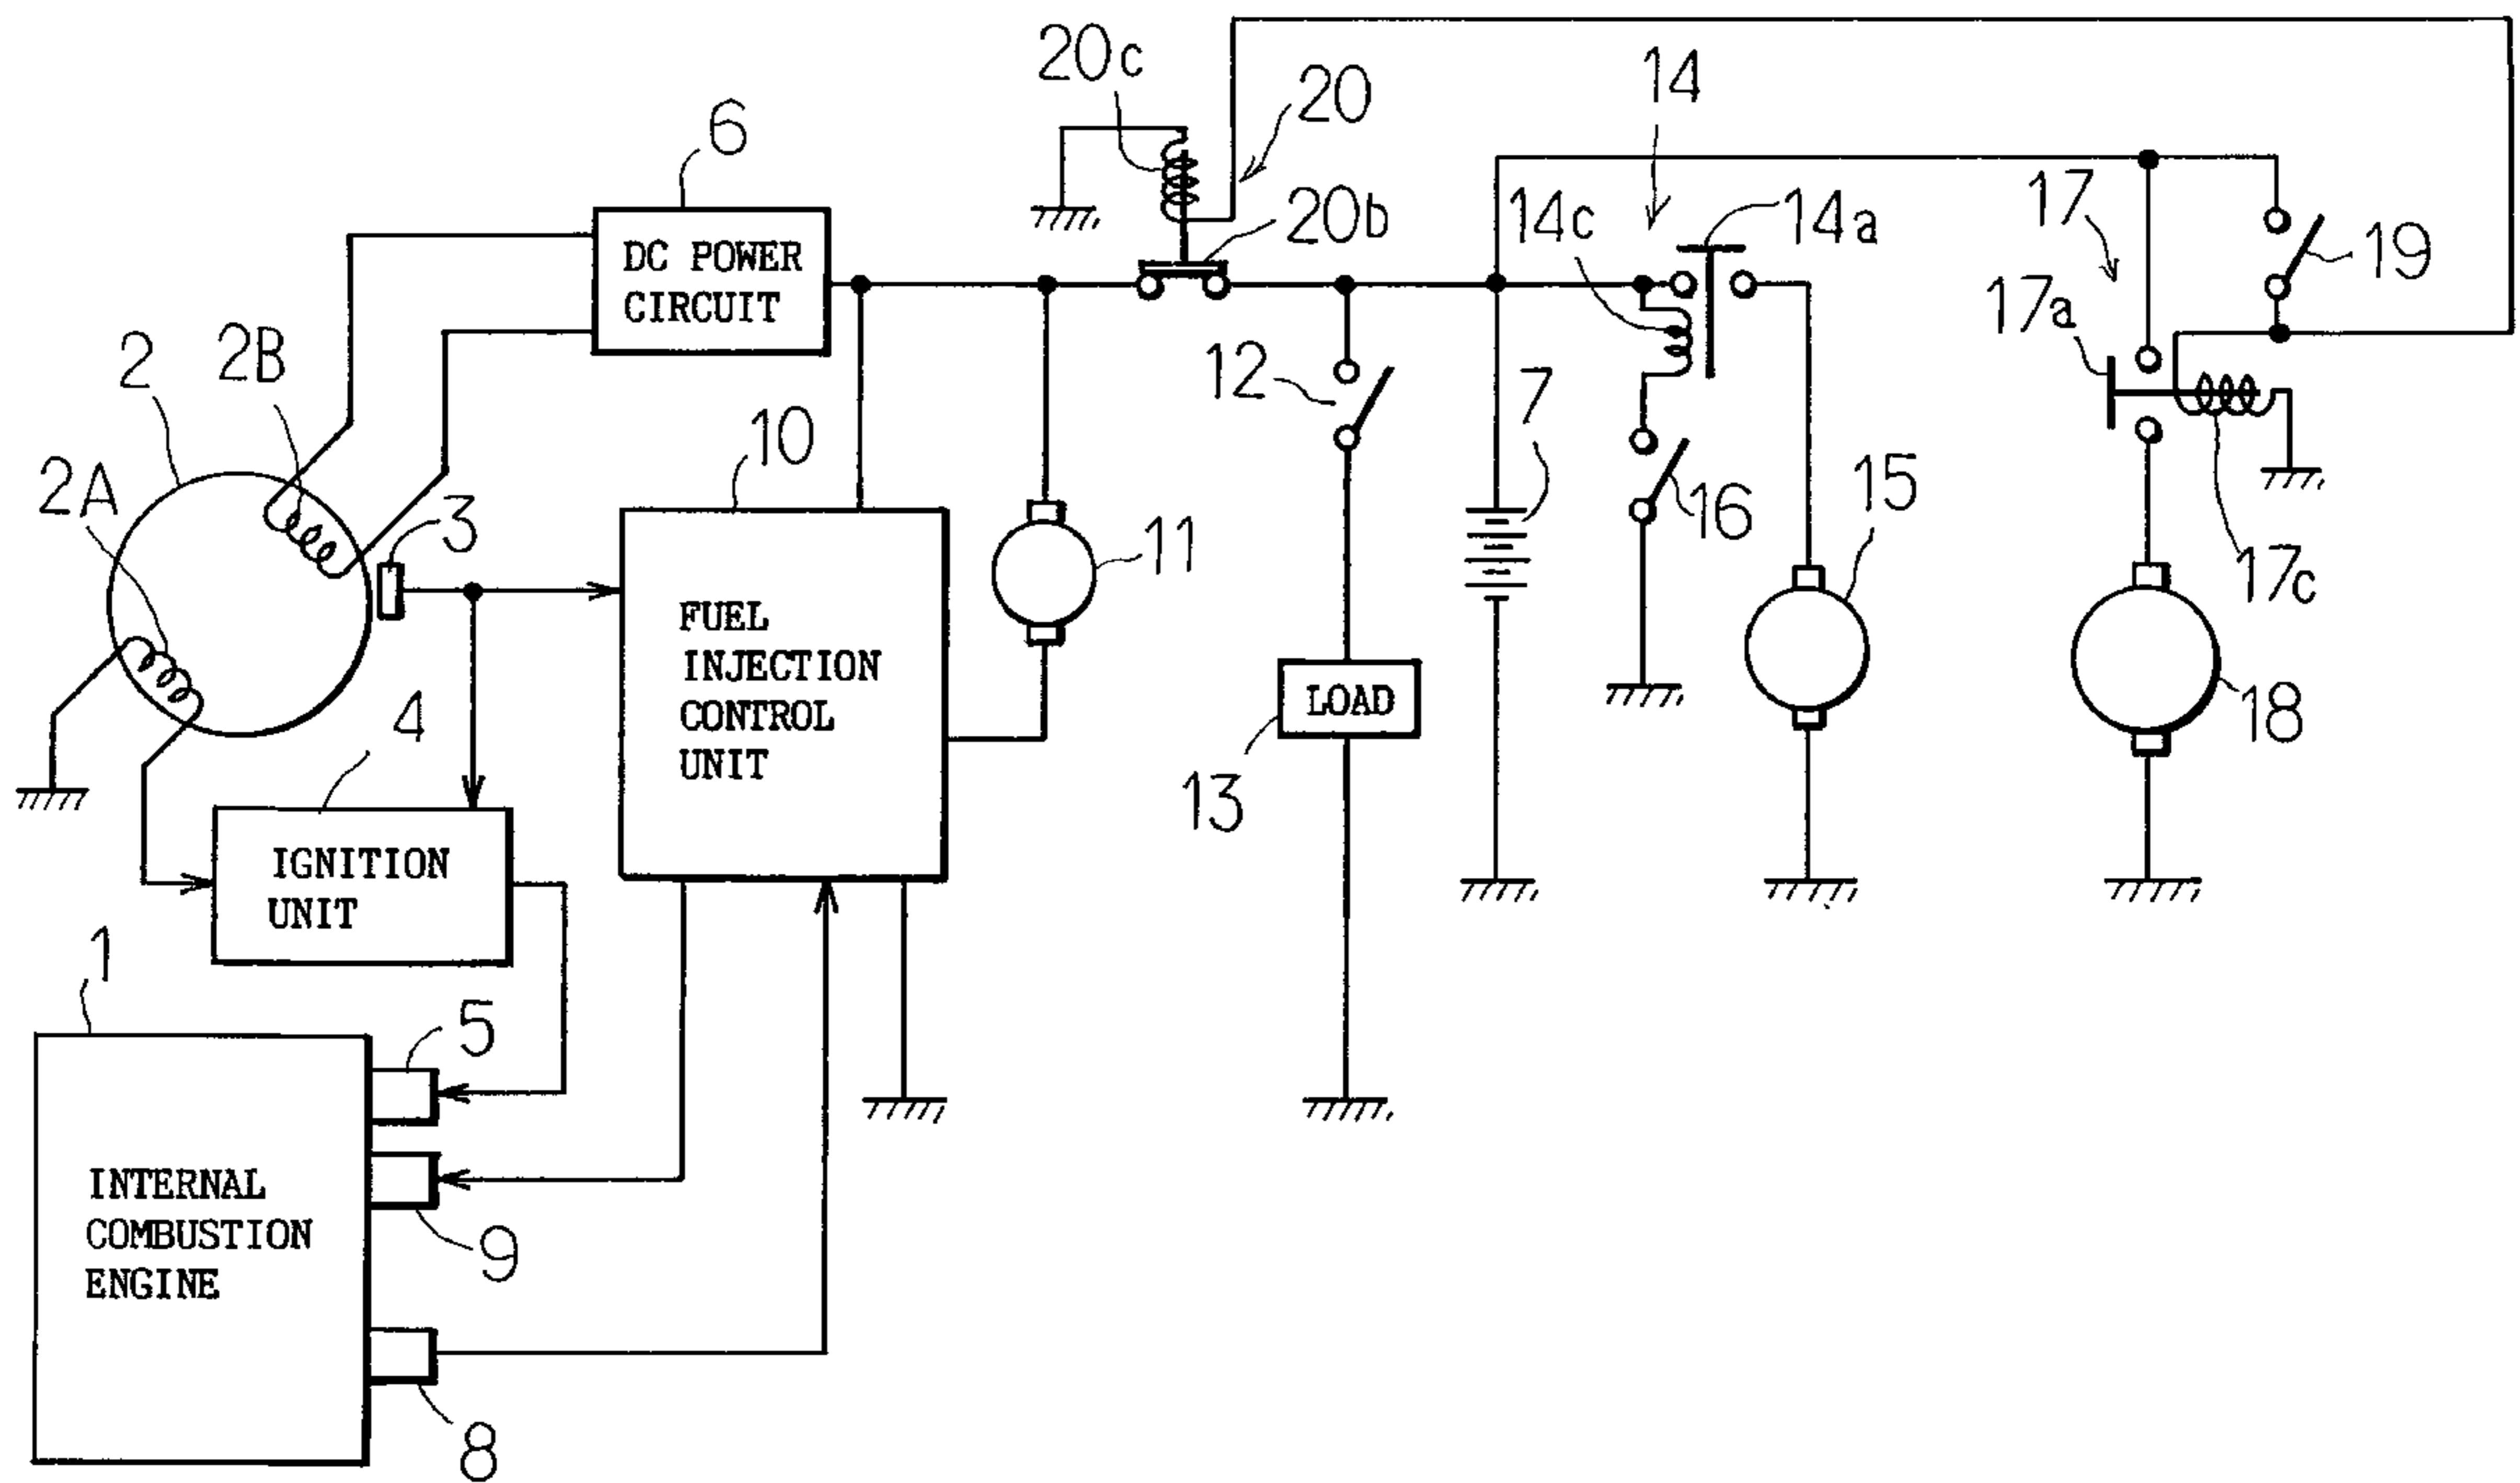 20c
20
14
6
DC POWER
CIRCUIT
20b
14c
14a
17
19
17a
2
2B
12
7
10
2A
3
16
15
11
17c
FUEL
INJECTION
CONTROL
UNIT
4
LOAD
18
13
IGNITION
UNIT
1
5
INTERNAL
COMBUSTION
ENGINE
9
8